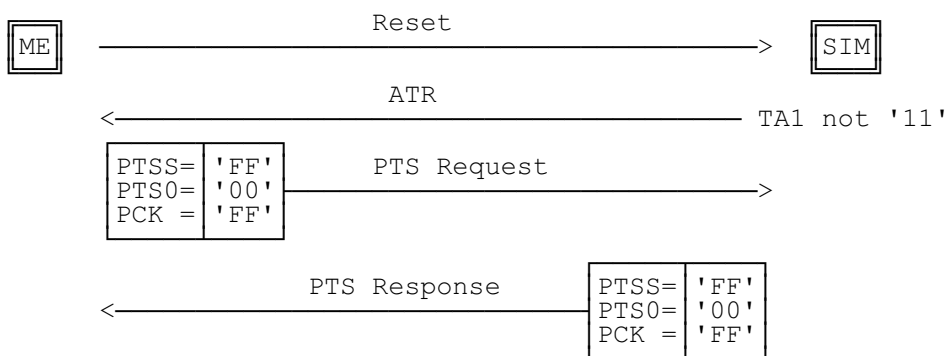 Reset
ME SIM
ATR
TA1 not '11'
PTSS= 'FF' PTS Request
PTS0= '00'
PCK = 'FF'
PTS Response PTSS= 'FF'
PTS0= '00'
PCK = 'FF'